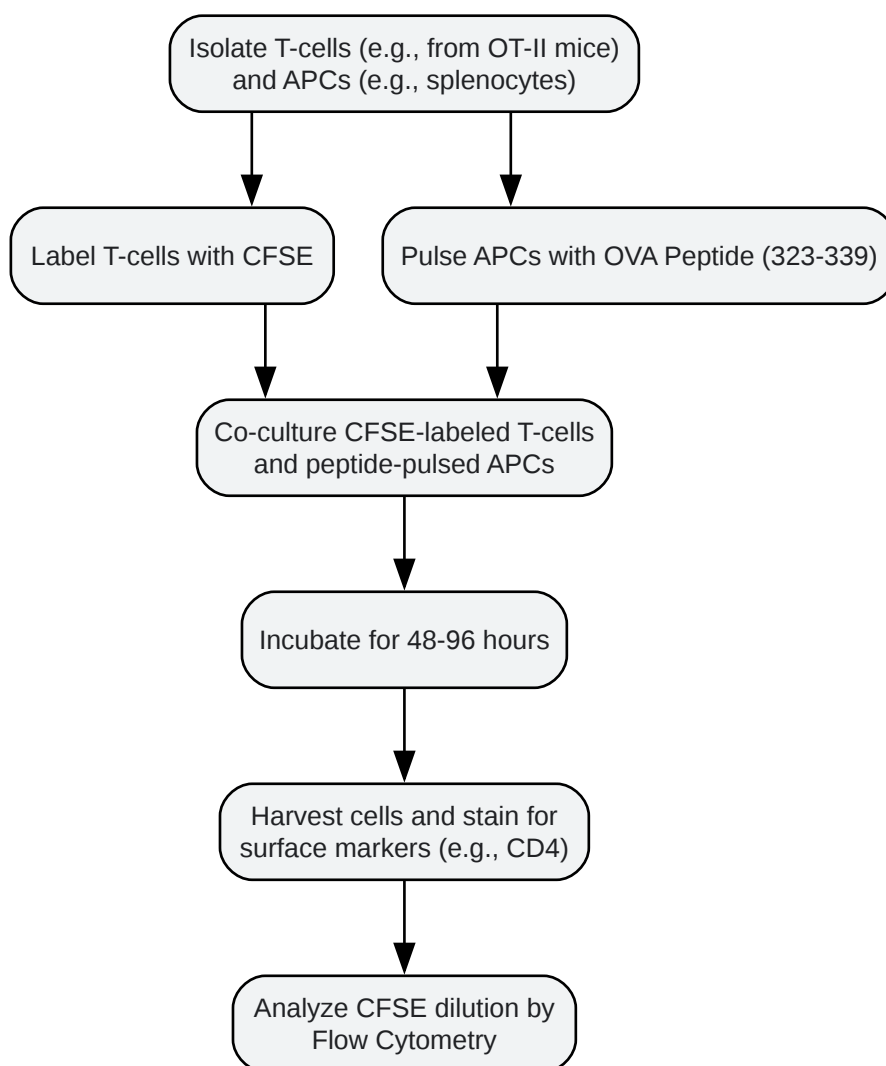 Isolate T-cells (e.g., from OT-II mice)
and APCs (e.g., splenocytes)
Label T-cells with CFSE
Pulse APCs with OVA Peptide (323-339)
Co-culture CFSE-labeled T-cells
and peptide-pulsed APCs
Incubate for 48-96 hours
Harvest cells and stain for
surface markers (e.g., CD4)
Analyze CFSE dilution by
Flow Cytometry